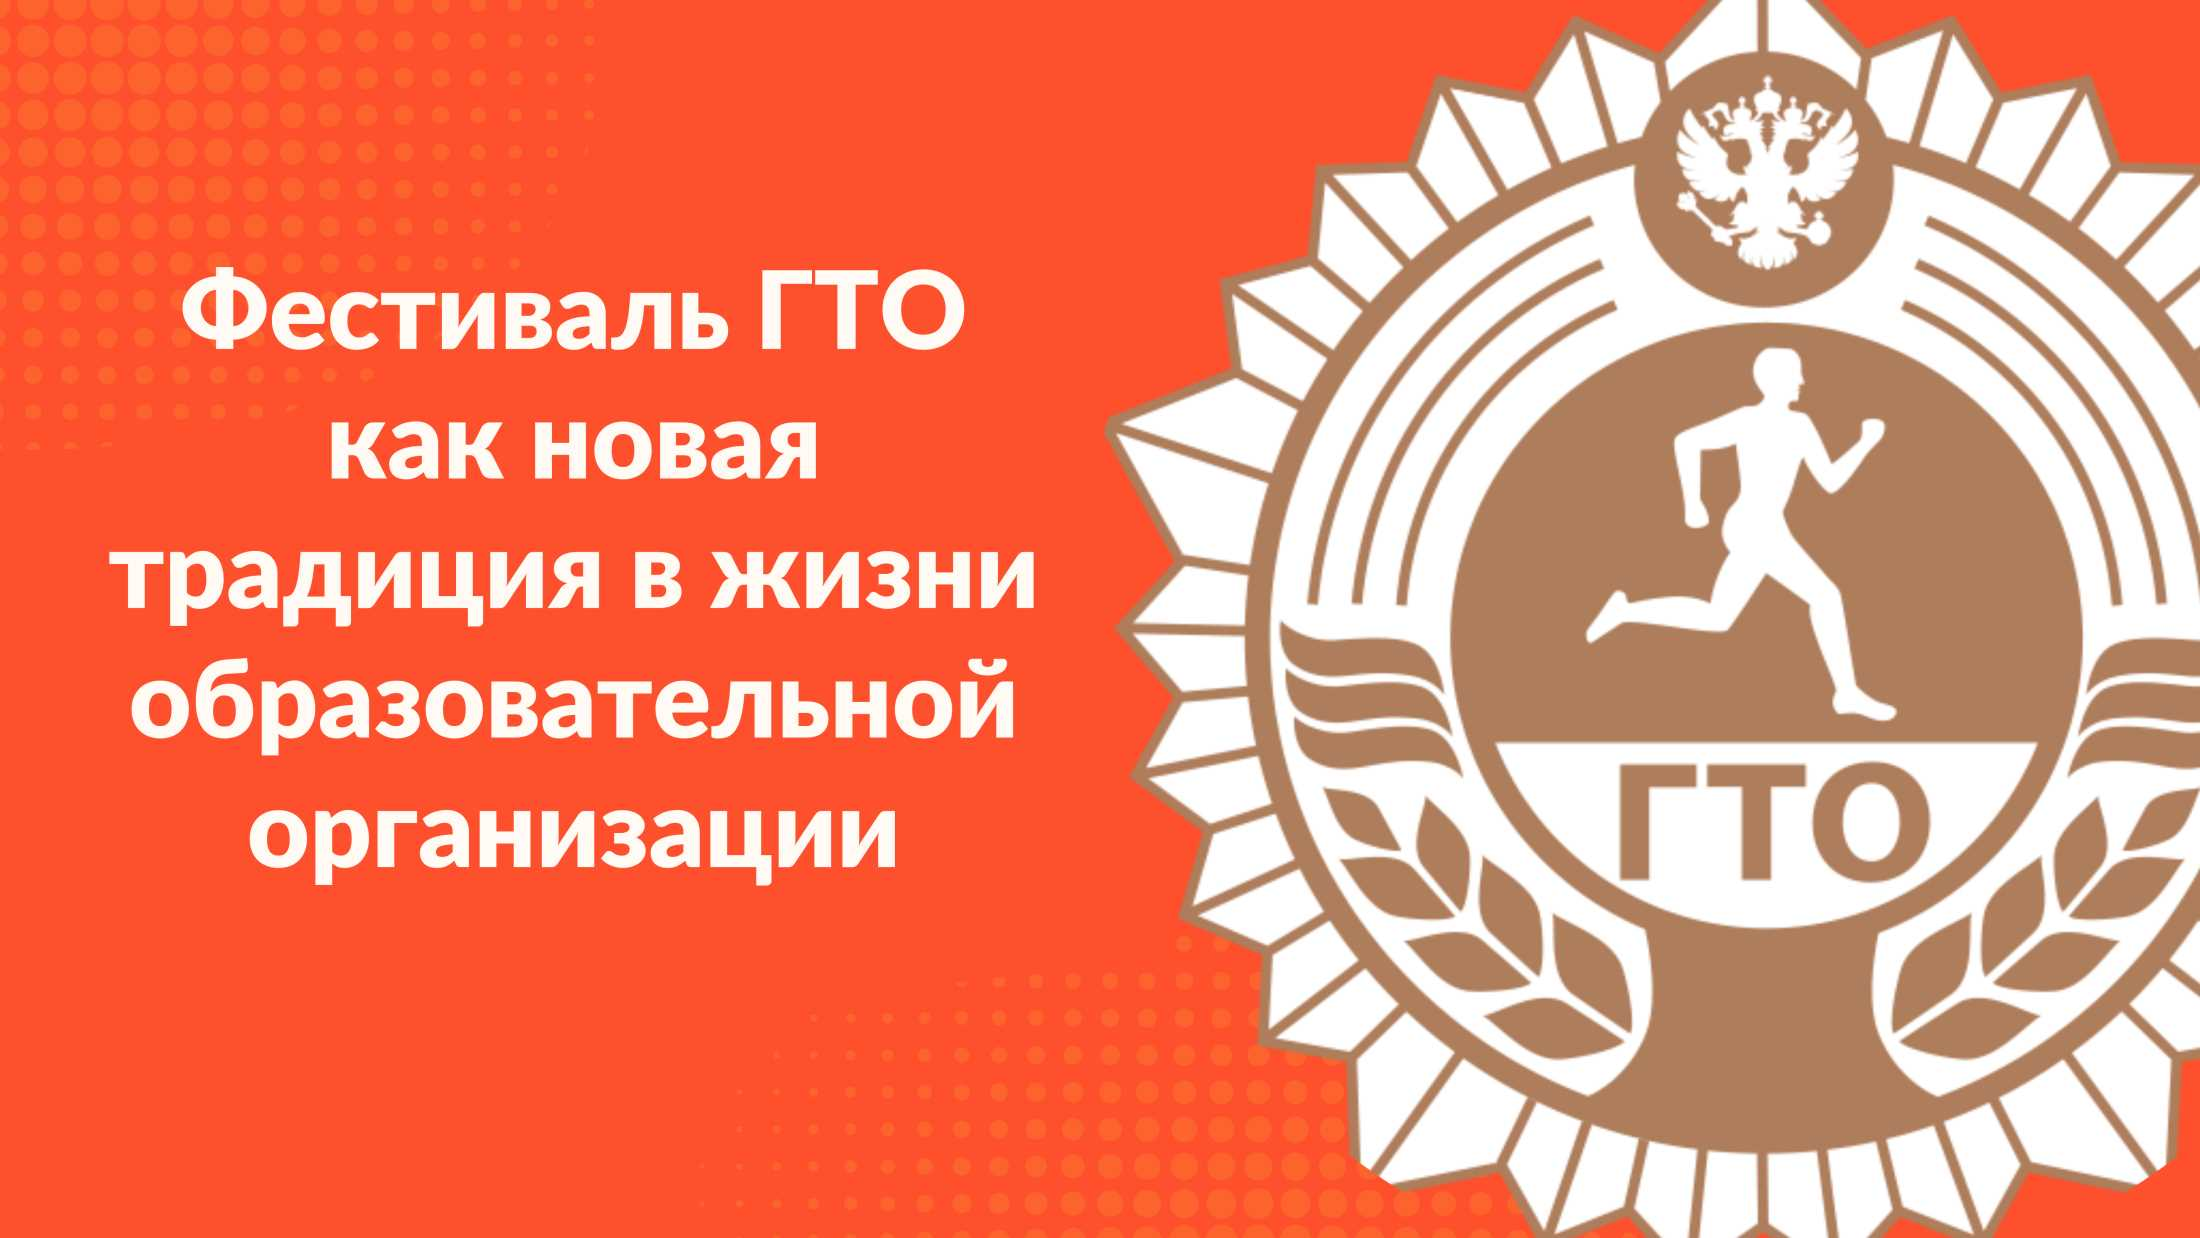 Фестиваль ГТО
как новая
традиция в жизни
образовательной
организации
ГТО